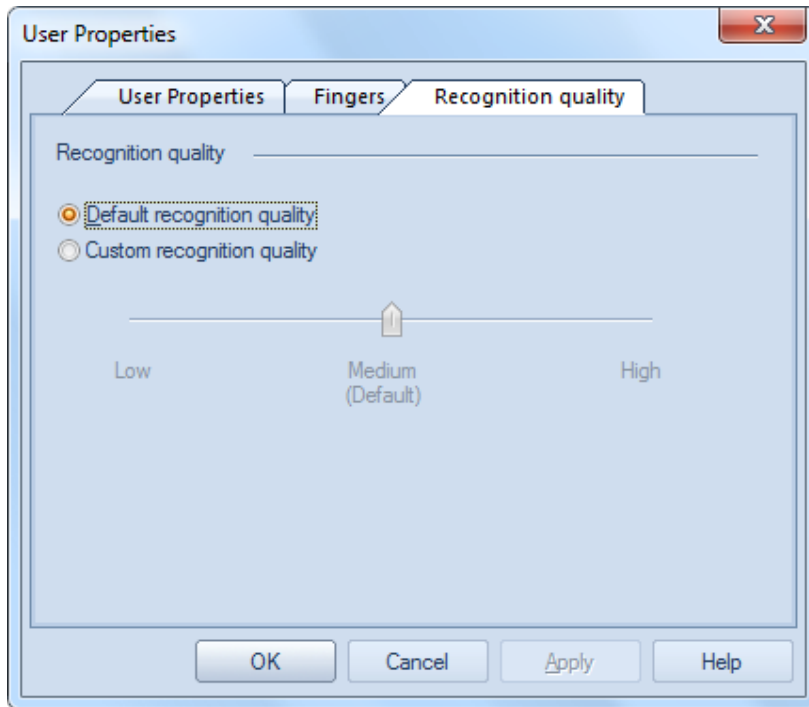 User Properties
User Properties Fingers Recognition quality
Recognition quality
Default recognition quality
Custom recognition quality
Low Medium High
(Default)
OK Cancel Apply Help